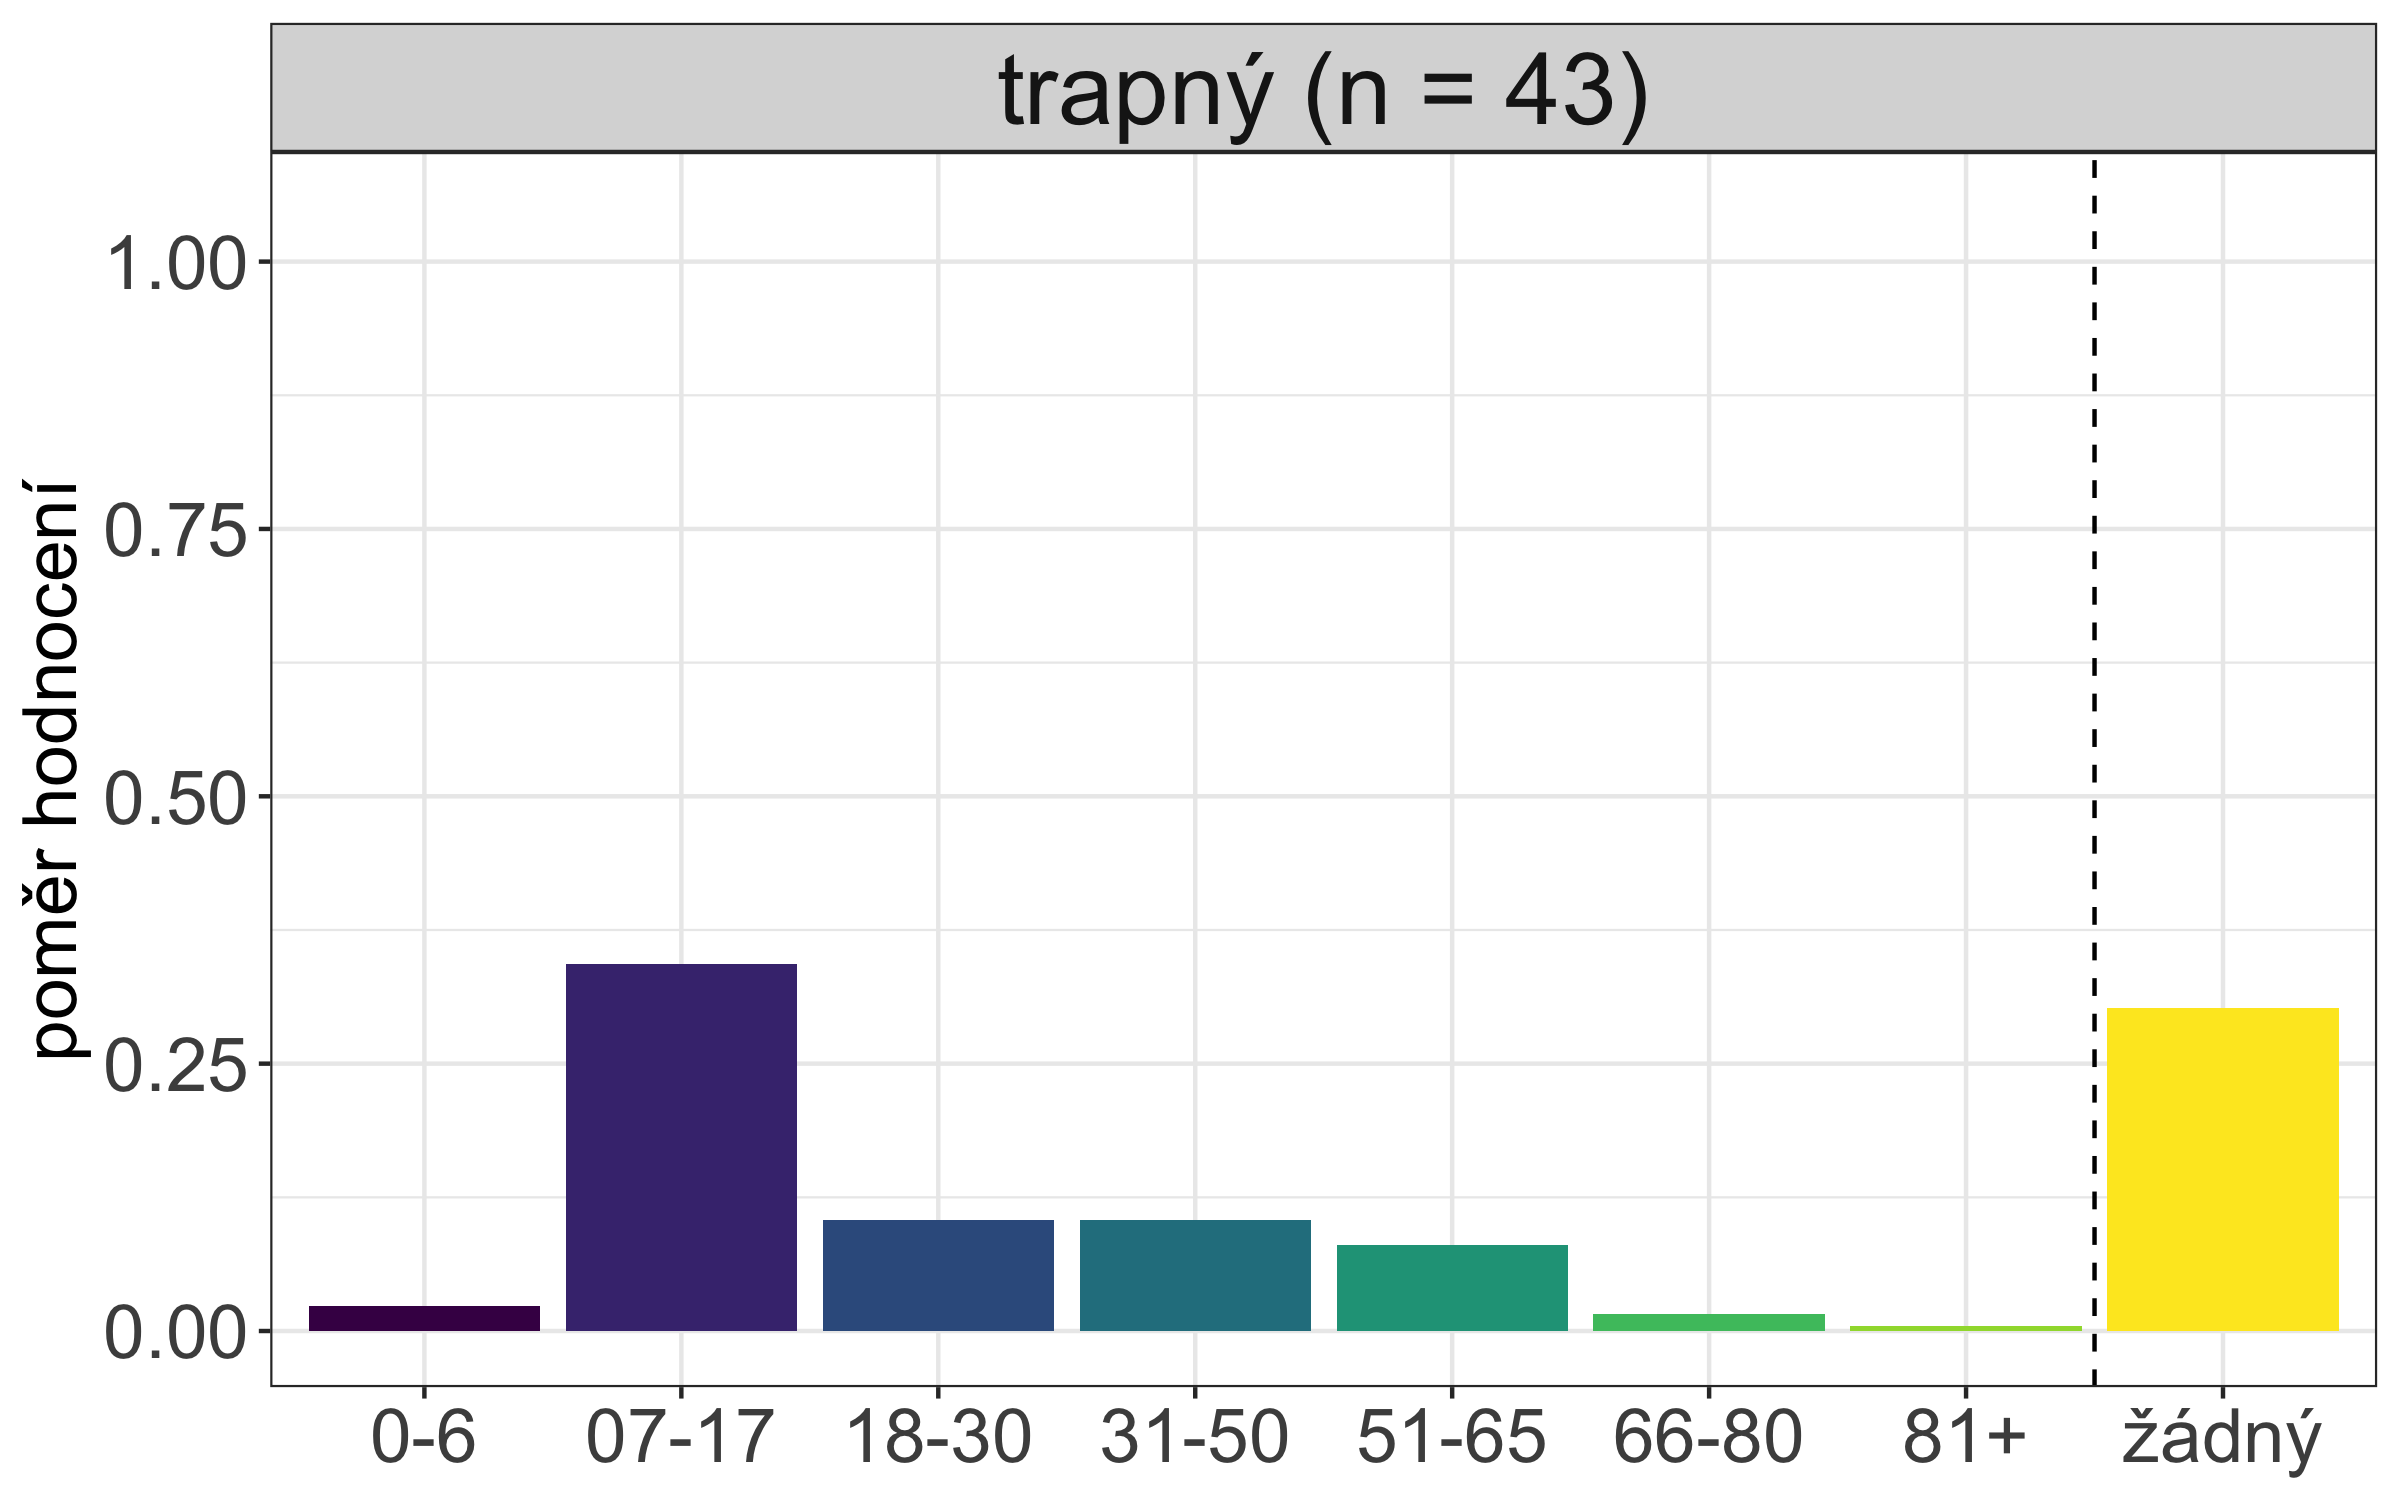 trapný (n = 43)
poměr hodnocení
1.00
0.75
0.50
0.25
0.00
0-6 07-17 18-30 31-50 51-65 66-80 81+ žádný